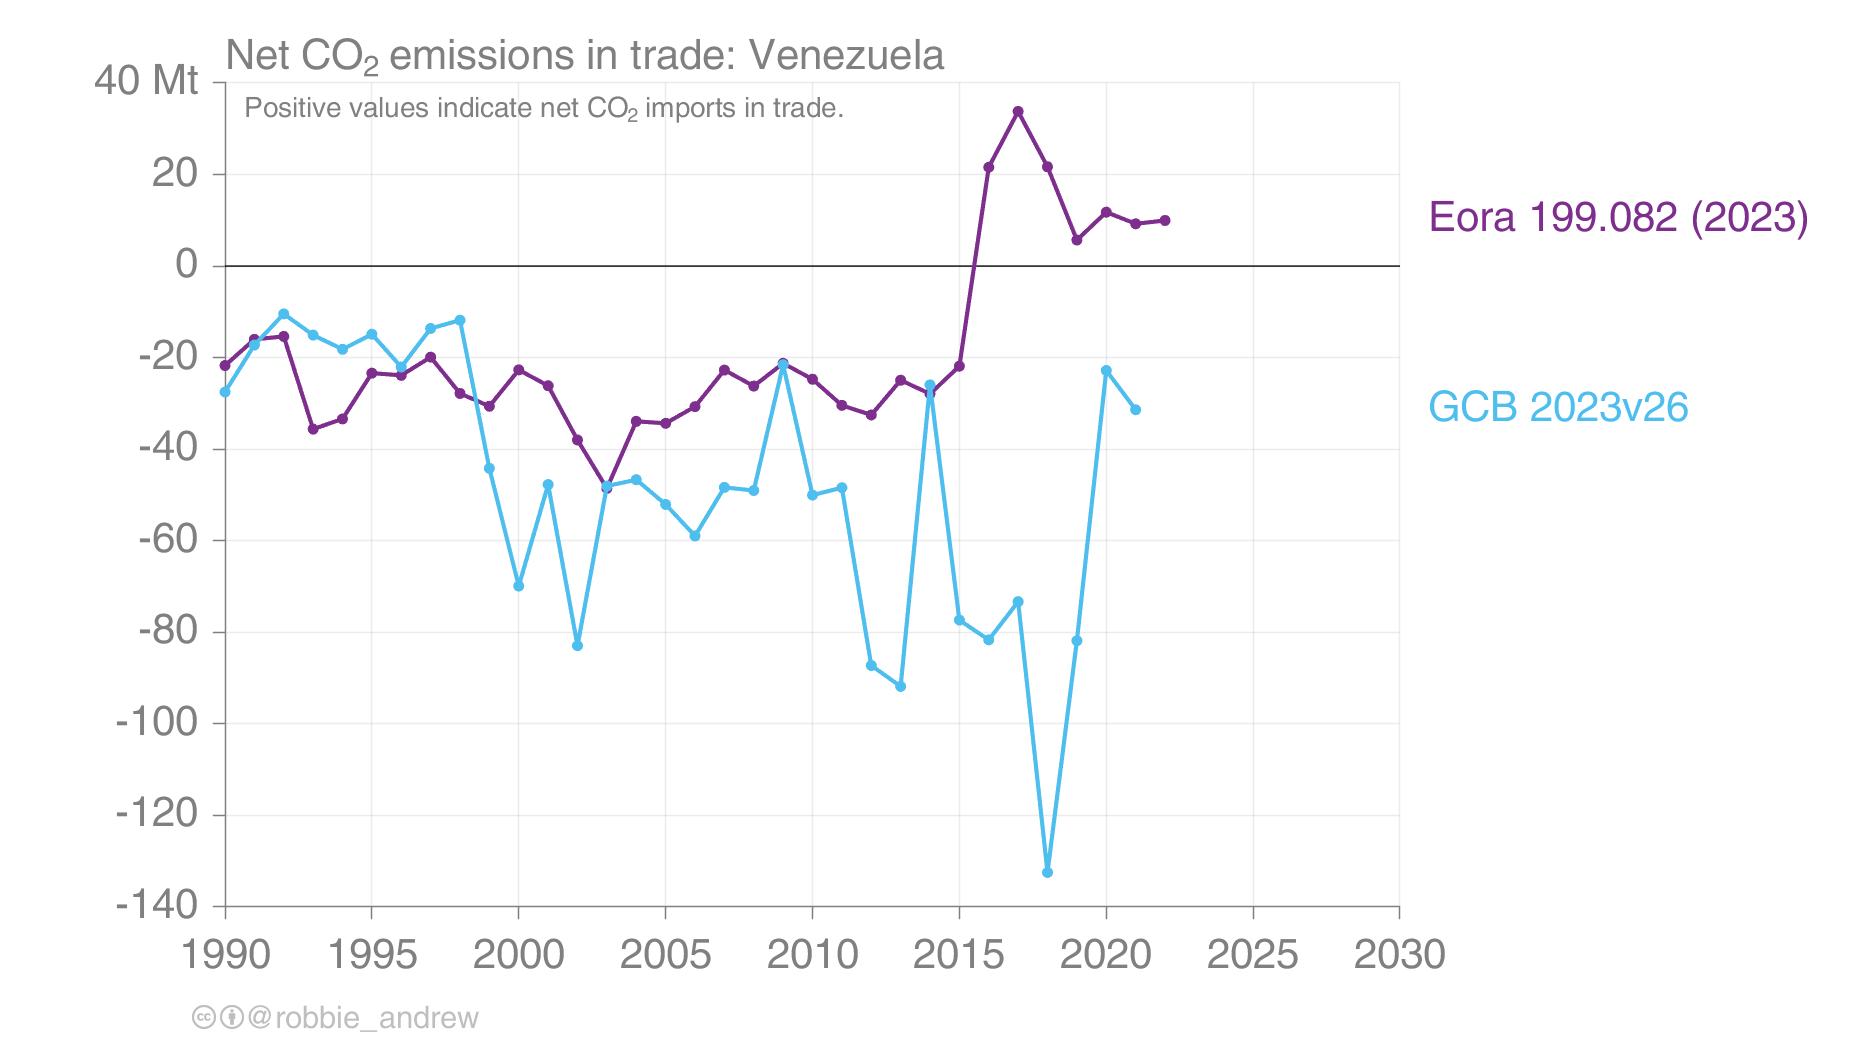 Net CO₂ emissions in trade: Venezuela
40 Mt
Positive values indicate net CO₂ imports in trade.
20
0
-20
-40
-60
-80
-100
-120
-140
1990 1995 2000 2005 2010 2015 2020 2025 2030
Eora 199.082 (2023)
GCB 2023v26
cc @robbie_andrew